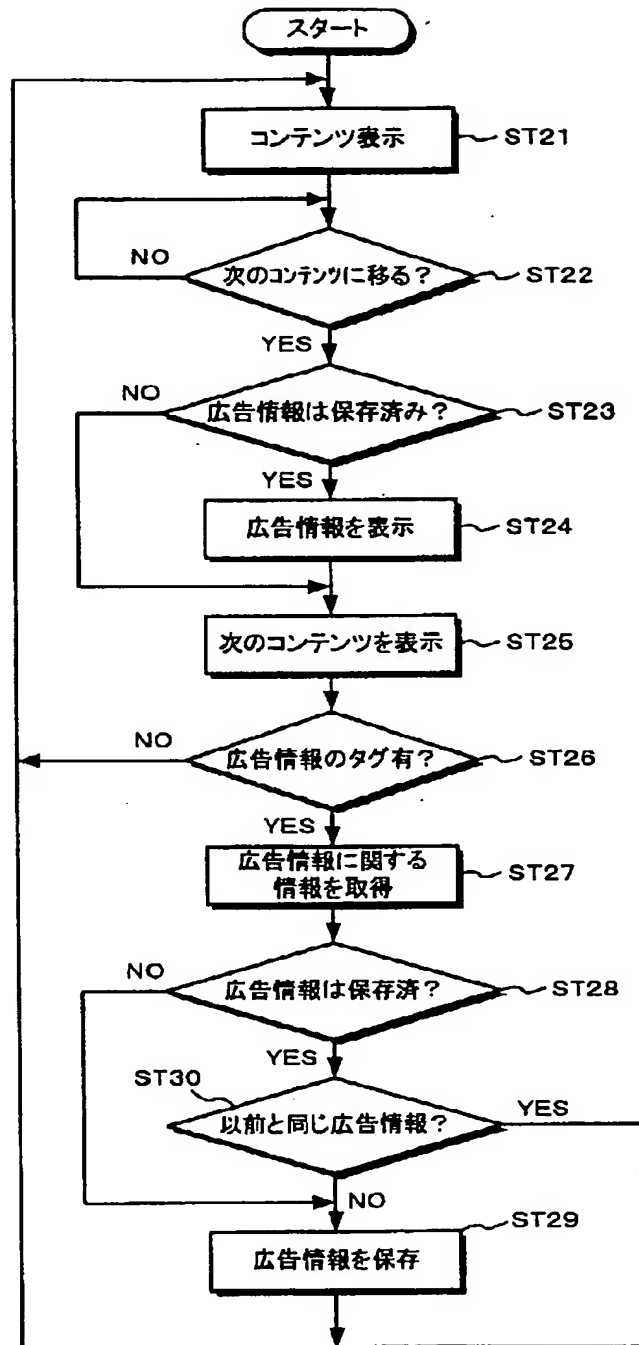 スタート
コンテンツ表示
ST21
NO
次のコンテンツに移る?
ST22
YES
NO
広告情報は保存済み?
ST23
YES
広告情報を表示
ST24
次のコンテンツを表示
ST25
NO
広告情報のタグ有?
ST26
YES
広告情報に関する
情報を取得
ST27
NO
広告情報は保存済?
ST28
YES
ST30
以前と同じ広告情報?
YES
NO
ST29
広告情報を保存